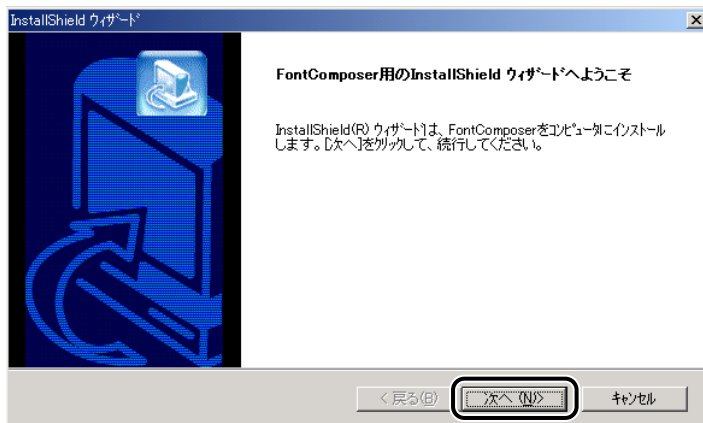 InstallShield ウィザード
FontComposer用のInstallShield ウィザードへようこそ
InstallShield(R) ウィザードは、FontComposerをコンピュータにインストール
します。[次へ]をクリックして、続行してください。
< 戻る(B)
次へ (N)>
キャンセル